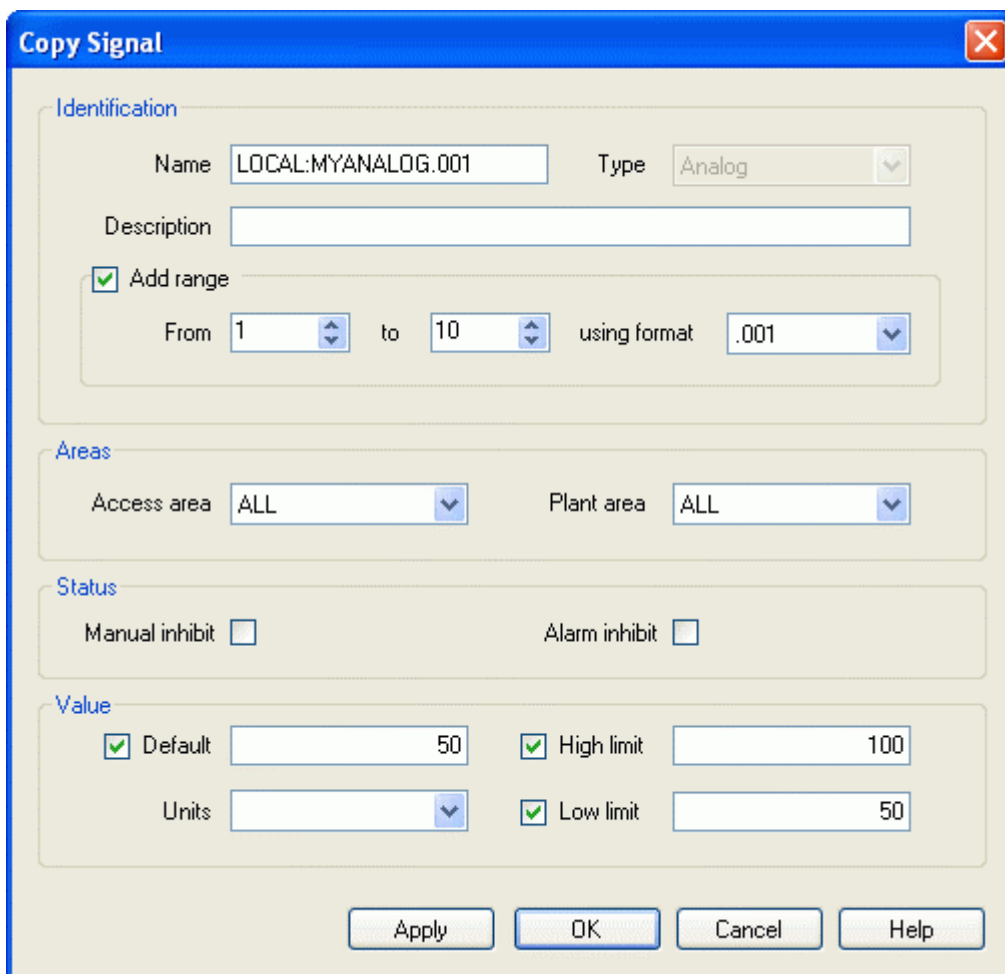 Copy Signal
Identification
Name LOCAL:MYANALOG.001 Type Analog
Description
Add range
From 1 to 10 using format .001
Areas
Access area ALL Plant area ALL
Status
Manual inhibit Alarm inhibit
Value
Default 50 High limit 100
Units Low limit 50
Apply OK Cancel Help